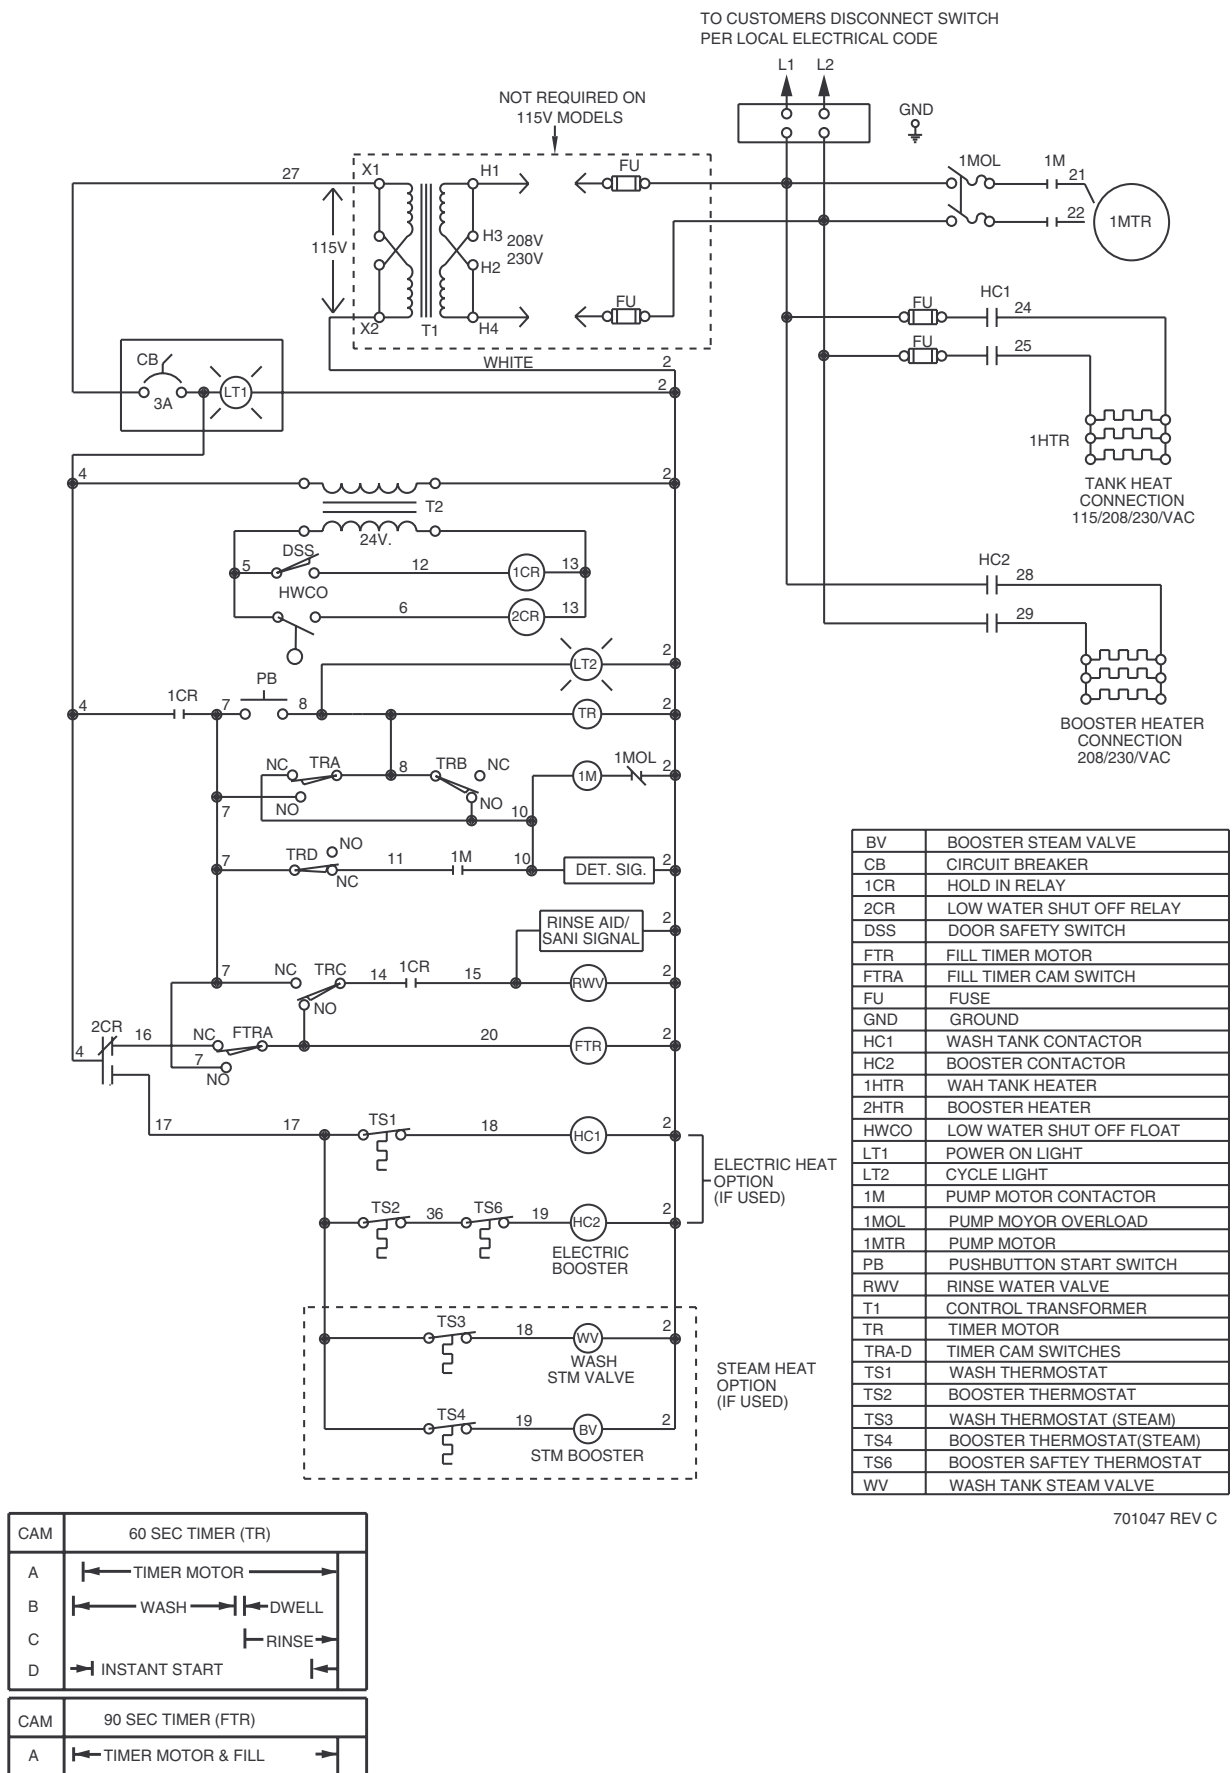 TO CUSTOMERS DISCONNECT SWITCH
PER LOCAL ELECTRICAL CODE
L1 L2
NOT REQUIRED ON
115V MODELS
GND
27 X1 H1 FU 1MOL 1M 21
115V H3 208V
H2 230V
22 1MTR
X2 T1 H4 FU
FU HC1 24
FU 25
WHITE 2
CB 3A LT1 2
1HTR
TANK HEAT
CONNECTION
115/208/230/VAC
4 2
T2
24V.
DSS
5 12 1CR 13
HWCO
6 2CR 13
HC2
28
29
LT2 2
PB
4 1CR 7 8 TR 2
BOOSTER HEATER
CONNECTION
208/230/VAC
NC TRA 8 TRB NC 1M 1MOL 2
NO NO
7 10
TRD NO
7 11 1M 10 DET. SIG. 2
NC
RINSE AID/
SANI SIGNAL 2
7 NC TRC 14 1CR 15 RWV 2
NO
2CR 16 NC FTRA 20 FTR 2
4 7
NO
17 17 TS1 18 HC1 2
ELECTRIC HEAT
OPTION
(IF USED)
TS2 36 TS6 19 HC2 2
ELECTRIC
BOOSTER
TS3 18 WV 2
WASH
STM VALVE
STEAM HEAT
OPTION
(IF USED)
TS4 19 BV 2
STM BOOSTER
BV BOOSTER STEAM VALVE
CB CIRCUIT BREAKER
1CR HOLD IN RELAY
2CR LOW WATER SHUT OFF RELAY
DSS DOOR SAFETY SWITCH
FTR FILL TIMER MOTOR
FTRA FILL TIMER CAM SWITCH
FU FUSE
GND GROUND
HC1 WASH TANK CONTACTOR
HC2 BOOSTER CONTACTOR
1HTR WAH TANK HEATER
2HTR BOOSTER HEATER
HWCO LOW WATER SHUT OFF FLOAT
LT1 POWER ON LIGHT
LT2 CYCLE LIGHT
1M PUMP MOTOR CONTACTOR
1MOL PUMP MOYOR OVERLOAD
1MTR PUMP MOTOR
PB PUSHBUTTON START SWITCH
RWV RINSE WATER VALVE
T1 CONTROL TRANSFORMER
TR TIMER MOTOR
TRA-D TIMER CAM SWITCHES
TS1 WASH THERMOSTAT
TS2 BOOSTER THERMOSTAT
TS3 WASH THERMOSTAT (STEAM)
TS4 BOOSTER THERMOSTAT(STEAM)
TS6 BOOSTER SAFTEY THERMOSTAT
WV WASH TANK STEAM VALVE
701047 REV C
CAM 60 SEC TIMER (TR)
A TIMER MOTOR
B WASH DWELL
C RINSE
D INSTANT START
CAM 90 SEC TIMER (FTR)
A TIMER MOTOR & FILL